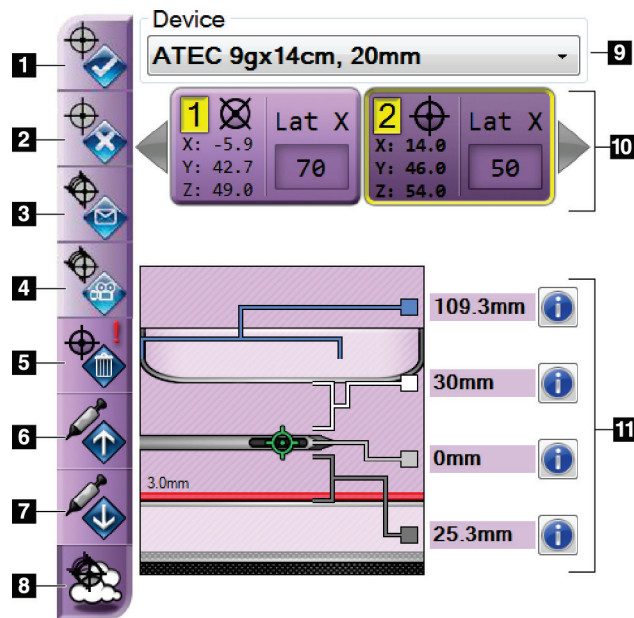 Device
1
ATEC 9gx14cm, 20mm
9
2
1
Lat X
X: -5.9
Y: 42.7
Z: 49.0
70
2
Lat X
X: 14.0
Y: 46.0
Z: 54.0
50
10
3
4
109.3mm
i
5
!
30mm
i
6
0mm
i
11
7
3.0mm
25.3mm
i
8